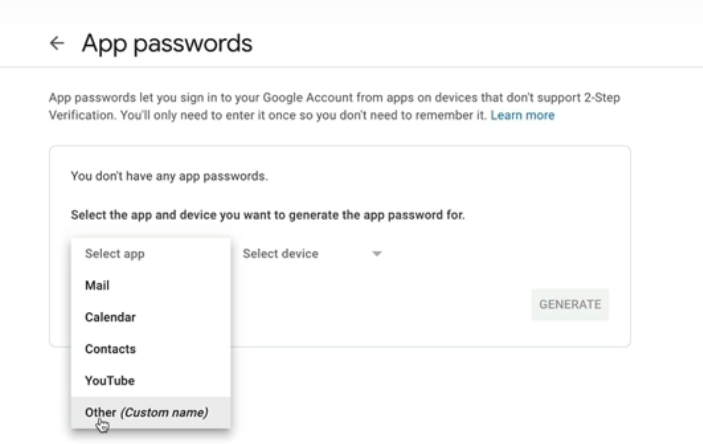 App passwords
App passwords let you sign in to your Google Account from apps on devices that don't support 2-Step
Verification. You'll only need to enter it once so you don't need to remember it. Learn more
You don't have any app passwords.
Select the app and device you want to generate the app password for.
Select app
Select device
Mail
Calendar
GENERATE
Contacts
YouTube
Other (Custom name)